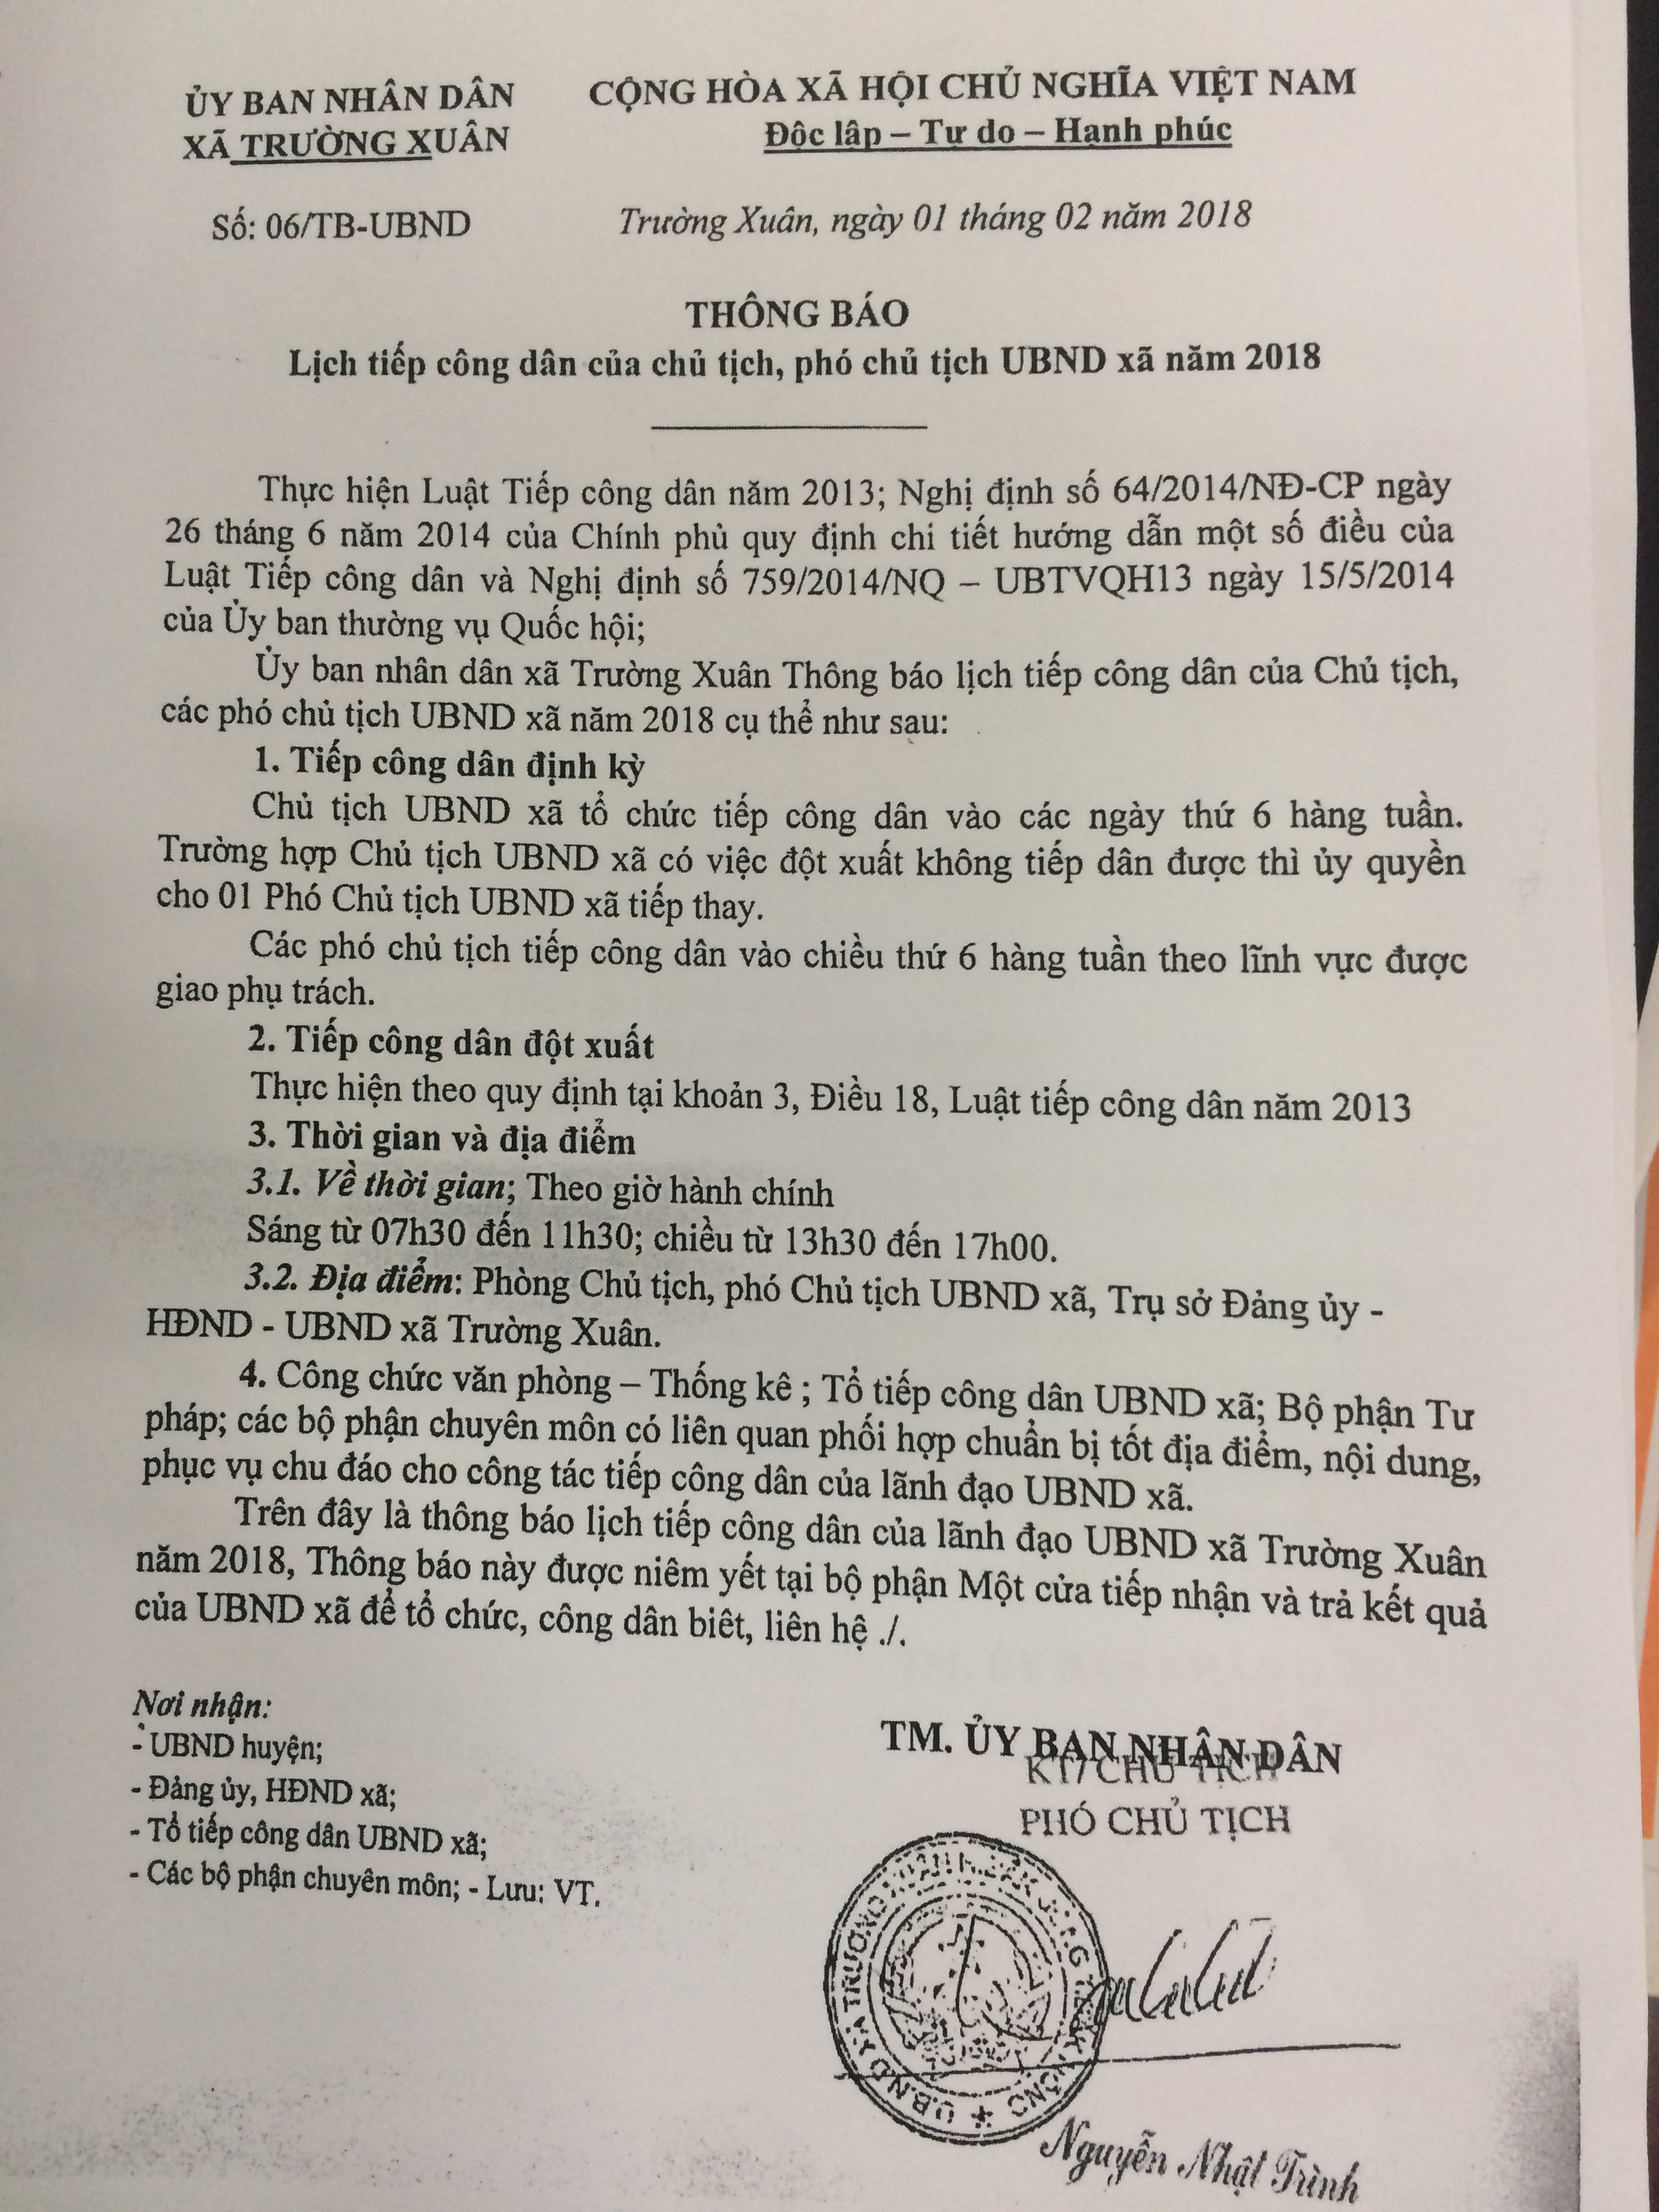 ỦY BAN NHÂN DÂN
XÃ TRƯỜNG XUÂN
CỘNG HÒA XÃ HỘI CHỦ NGHĨA VIỆT NAM
Độc lập – Tự do – Hạnh phúc
Số: 06/TB-UBND
Trường Xuân, ngày 01 tháng 02 năm 2018
THÔNG BÁO
Lịch tiếp công dân của chủ tịch, phó chủ tịch UBND xã năm 2018
Thực hiện Luật Tiếp công dân năm 2013; Nghị định số 64/2014/NĐ-CP ngày
26 tháng 6 năm 2014 của Chính phủ quy định chi tiết hướng dẫn một số điều của
Luật Tiếp công dân và Nghị định số 759/2014/NQ – UBTVQH13 ngày 15/5/2014
của Ủy ban thường vụ Quốc hội;
Ủy ban nhân dân xã Trường Xuân Thông báo lịch tiếp công dân của Chủ tịch,
các phó chủ tịch UBND xã năm 2018 cụ thể như sau:
1. Tiếp công dân định kỳ
Chủ tịch UBND xã tổ chức tiếp công dân vào các ngày thứ 6 hàng tuần.
Trường hợp Chủ tịch UBND xã có việc đột xuất không tiếp dân được thì ủy quyền
cho 01 Phó Chủ tịch UBND xã tiếp thay.
Các phó chủ tịch tiếp công dân vào chiều thứ 6 hàng tuần theo lĩnh vực được
giao phụ trách.
2. Tiếp công dân đột xuất
Thực hiện theo quy định tại khoản 3, Điều 18, Luật tiếp công dân năm 2013
3. Thời gian và địa điểm
3.1. Về thời gian; Theo giờ hành chính
Sáng từ 07h30 đến 11h30; chiều từ 13h30 đến 17h00.
3.2. Địa điểm: Phòng Chủ tịch, phó Chủ tịch UBND xã, Trụ sở Đảng ủy -
HĐND - UBND xã Trường Xuân.
4. Công chức văn phòng – Thống kê ; Tổ tiếp công dân UBND xã; Bộ phận Tư
pháp; các bộ phận chuyên môn có liên quan phối hợp chuẩn bị tốt địa điểm, nội dung,
phục vụ chu đáo cho công tác tiếp công dân của lãnh đạo UBND xã.
Trên đây là thông báo lịch tiếp công dân của lãnh đạo UBND xã Trường Xuân
năm 2018, Thông báo này được niêm yết tại bộ phận Một cửa tiếp nhận và trả kết quả
của UBND xã để tổ chức, công dân biêt, liên hệ ./.
Nơi nhận:
- UBND huyện;
- Đảng ủy, HĐND xã;
- Tổ tiếp công dân UBND xã;
- Các bộ phận chuyên môn; - Lưu: VT.
TM. ỦY BAN NHÂN DÂN
KT/CHỦ TỊCH
PHÓ CHỦ TỊCH
U.B.N.D XÃ TRƯỜNG XUÂN
Nguyễn Nhật Trình